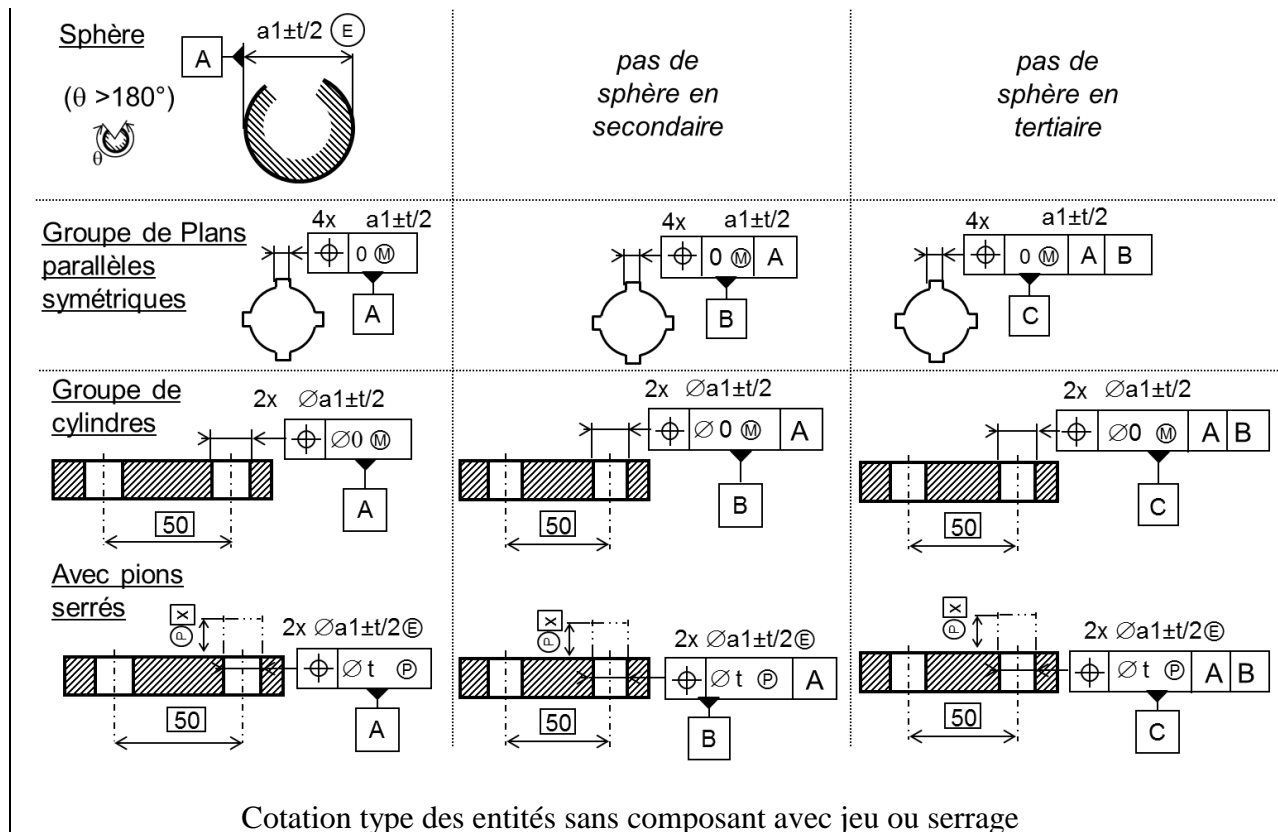 Sphère
(θ >180°)
θ
A
a1±t/2 Ⓔ
pas de
sphère en
secondaire
pas de
sphère en
tertiaire
Groupe de Plans
parallèles
symétriques
4x a1±t/2
⌖ 0 Ⓜ
A
4x a1±t/2
⌖ 0 Ⓜ A
B
4x a1±t/2
⌖ 0 Ⓜ A B
C
Groupe de
cylindres
2x ∅a1±t/2
⌖ ∅0 Ⓜ
A
50
2x ∅a1±t/2
⌖ ∅0 Ⓜ A
B
50
2x ∅a1±t/2
⌖ ∅0 Ⓜ A B
C
50
Avec pions
serrés
Ⓟ x
2x ∅a1±t/2Ⓔ
⌖ ∅t Ⓟ
A
50
Ⓟ x
2x ∅a1±t/2Ⓔ
⌖ ∅t Ⓟ A
B
50
Ⓟ x
2x ∅a1±t/2Ⓔ
⌖ ∅t Ⓟ A B
C
50
Cotation type des entités sans composant avec jeu ou serrage